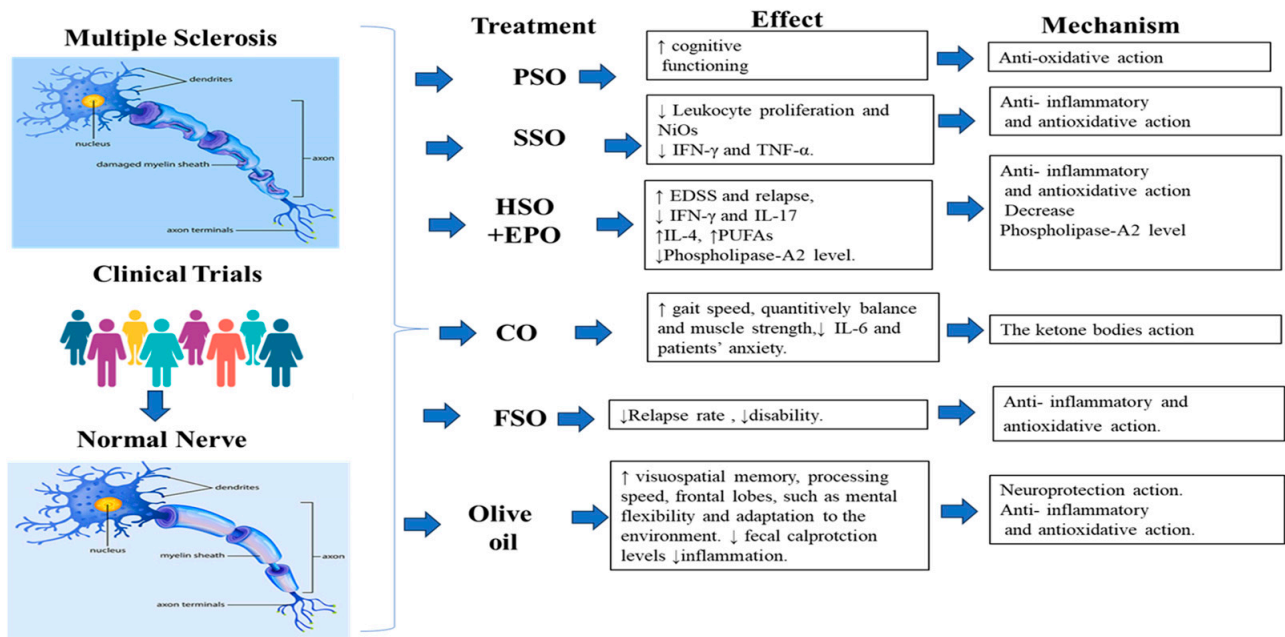 Multiple Sclerosis
dendrites
nucleus
axon
damaged myelin sheath
axon terminals
Clinical Trials
Normal Nerve
dendrites
nucleus
axon
myelin sheath
axon terminals
Treatment
Effect
Mechanism
PSO
↑ cognitive
functioning
Anti-oxidative action
SSO
↓ Leukocyte proliferation and
NiOs
↓ IFN-γ and TNF-α.
Anti- inflammatory
and antioxidative action
HSO
+EPO
↑ EDSS and relapse,
↓ IFN-γ and IL-17
↑IL-4, ↑PUFAs
↓Phospholipase-A2 level.
Anti- inflammatory
and antioxidative action
Decrease
Phospholipase-A2 level
CO
↑ gait speed, quantitively balance
and muscle strength,↓ IL-6 and
patients’ anxiety.
The ketone bodies action
FSO
↓Relapse rate , ↓disability.
Anti- inflammatory and
antioxidative action.
Olive
oil
↑ visuospatial memory, processing
speed, frontal lobes, such as mental
flexibility and adaptation to the
environment. ↓ fecal calprotction
levels ↓inflammation.
Neuroprotection action.
Anti- inflammatory
and antioxidative action.